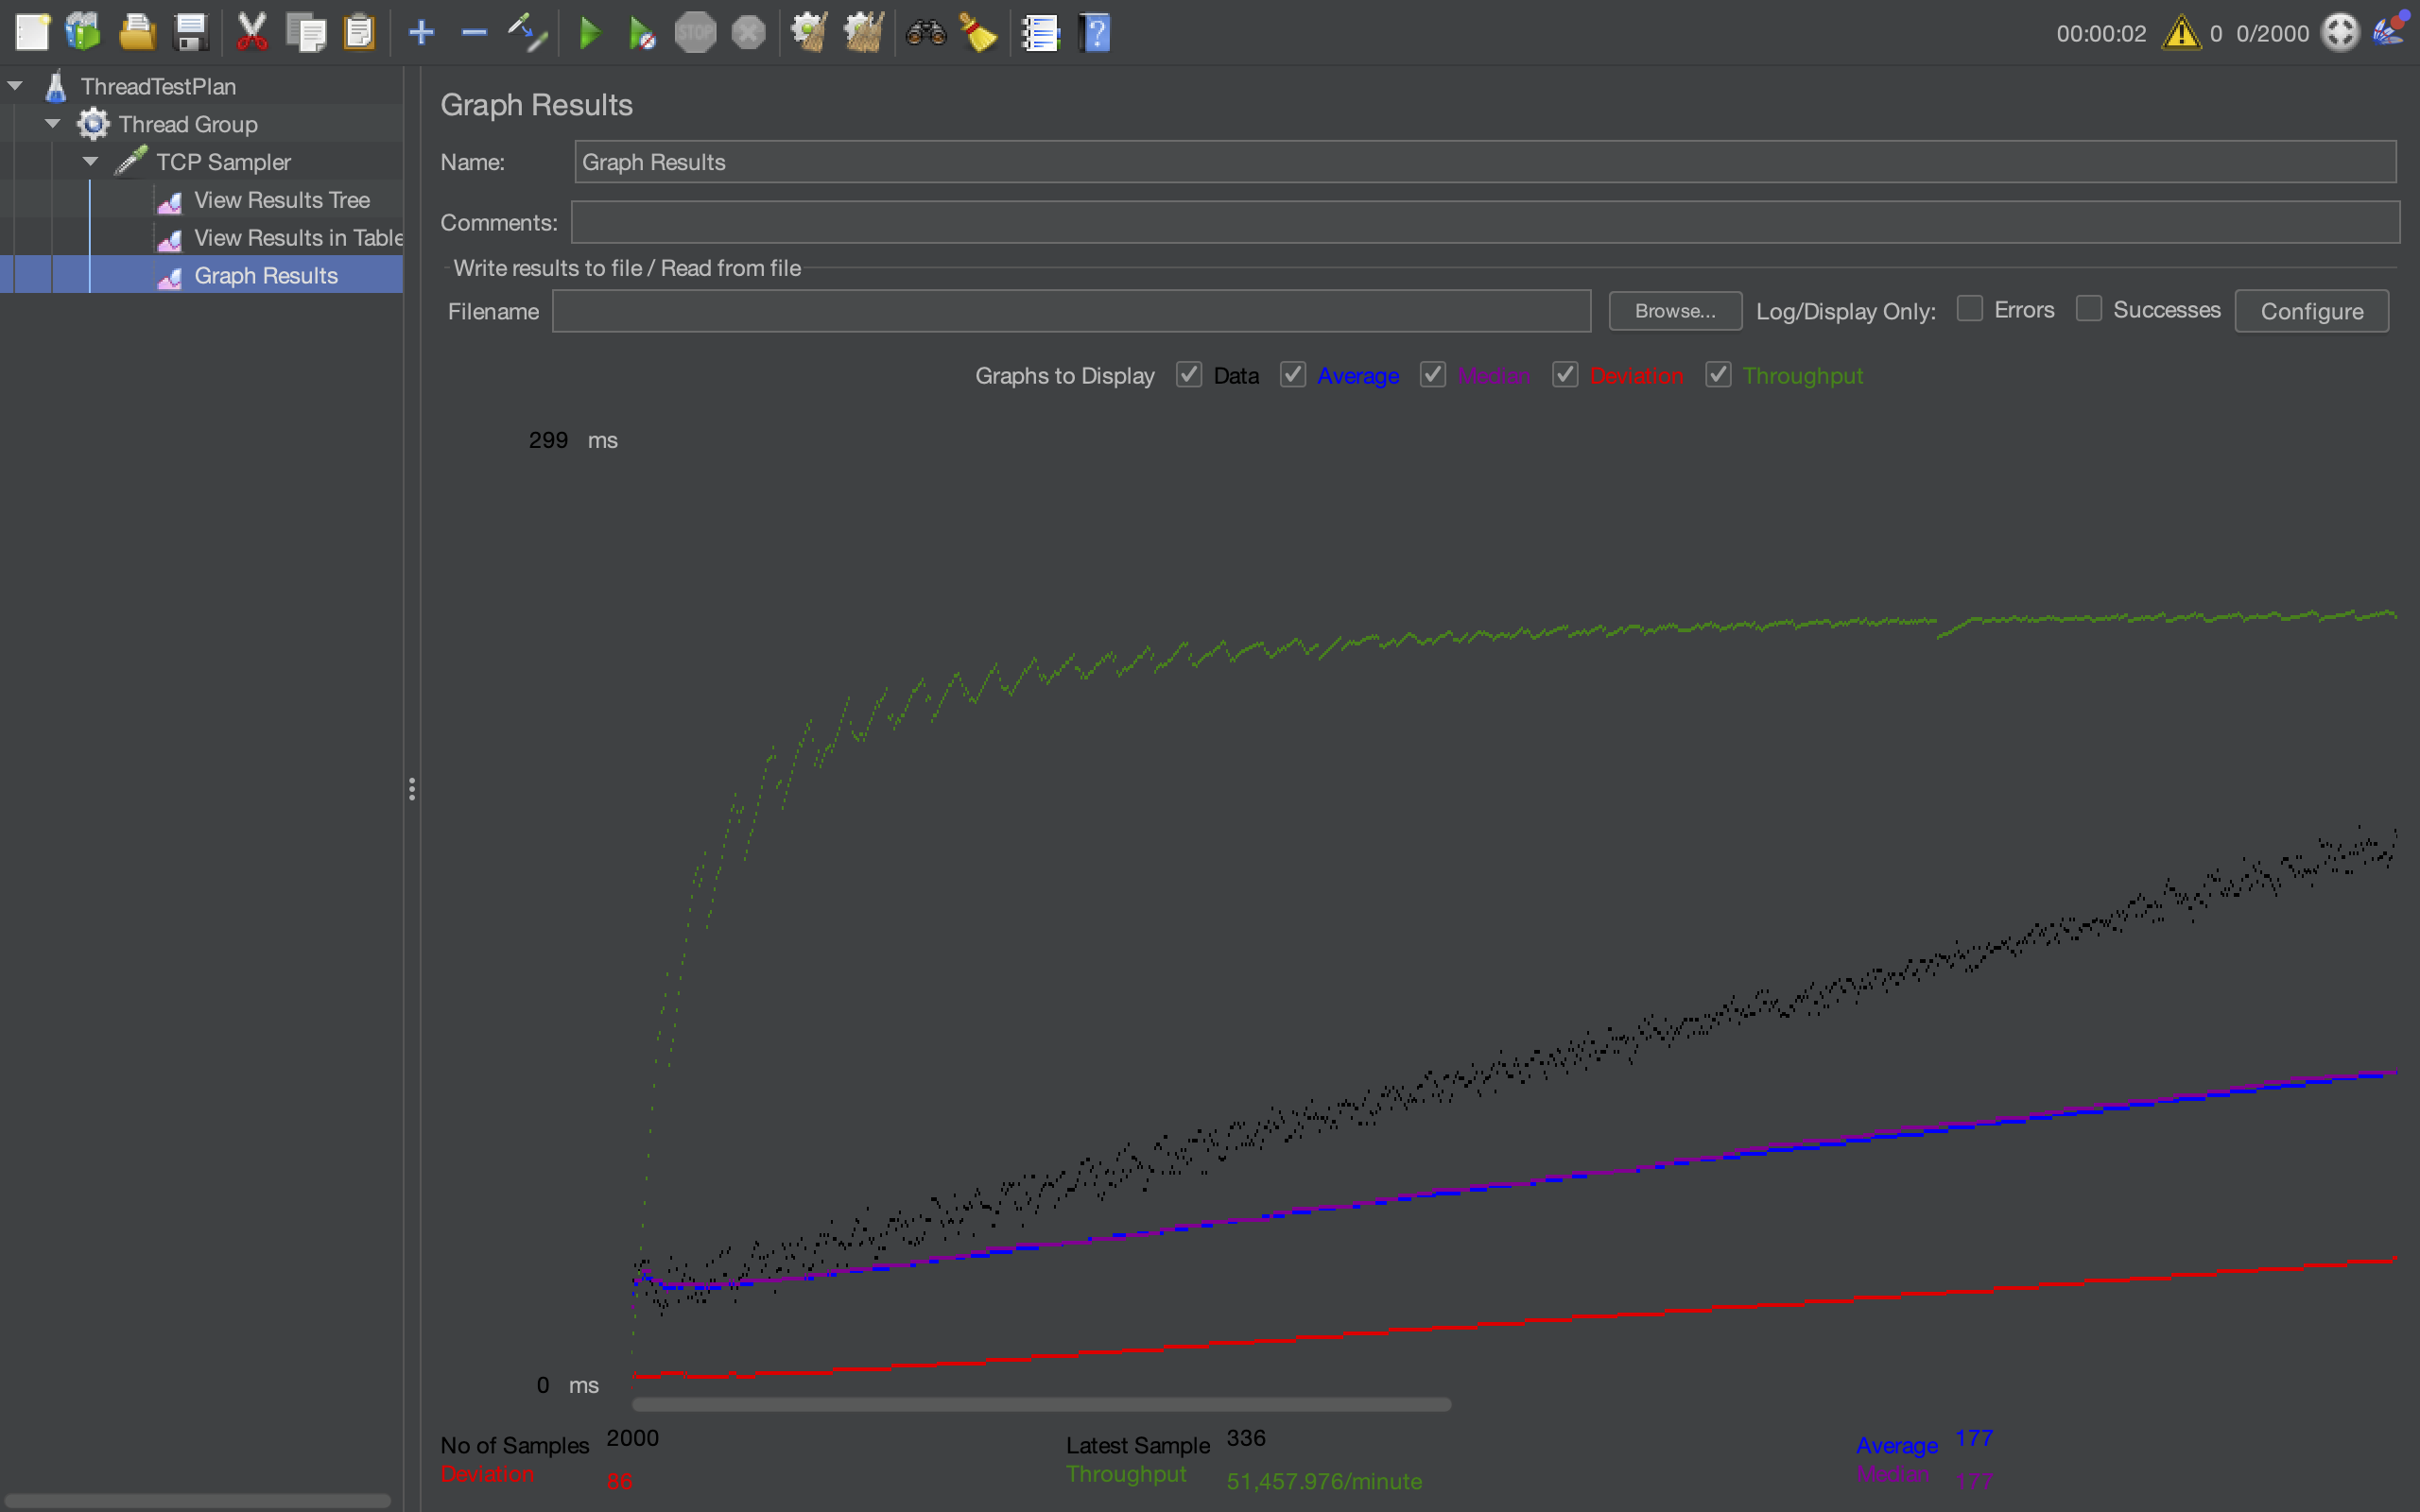 STOP
00:00:02 0 0/2000
ThreadTestPlan
Thread Group
TCP Sampler
View Results Tree
View Results in Table
Graph Results
Graph Results
Name: Graph Results
Comments:
Write results to file / Read from file
Filename Browse... Log/Display Only: Errors Successes Configure
Graphs to Display Data Average Median Deviation Throughput
299 ms
0 ms
No of Samples 2000 Latest Sample 336 Average 177
Deviation 86 Throughput 51,457.976/minute Median 177